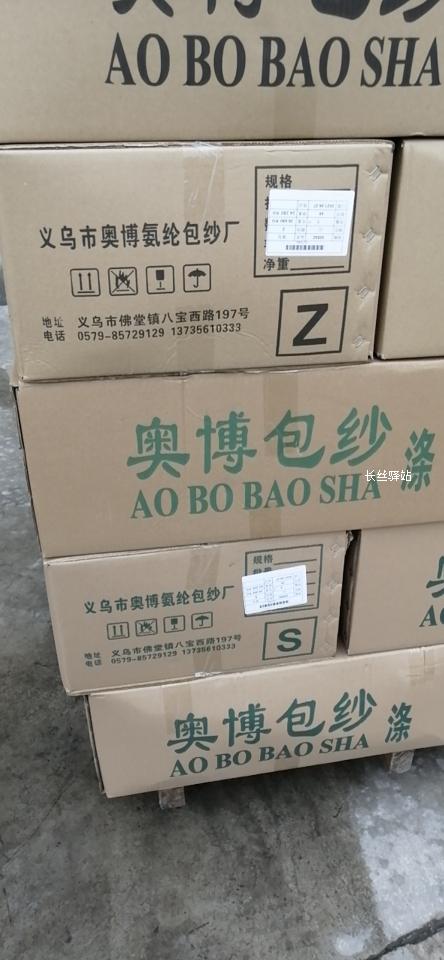 奥博包纱
AO BO BAO SHA
义乌市奥博氨纶包纱厂
规格
净重
Z
地址 义乌市佛堂镇八宝西路197号
电话 0579-85729129 13735610333
奥博包纱 涤
AO BO BAO SHA
长丝驿站
义乌市奥博氨纶包纱厂
规格
S
地址 义乌市佛堂镇八宝西路197号
电话 0579-85729129 13735610333
奥博包纱 涤
AO BO BAO SHA